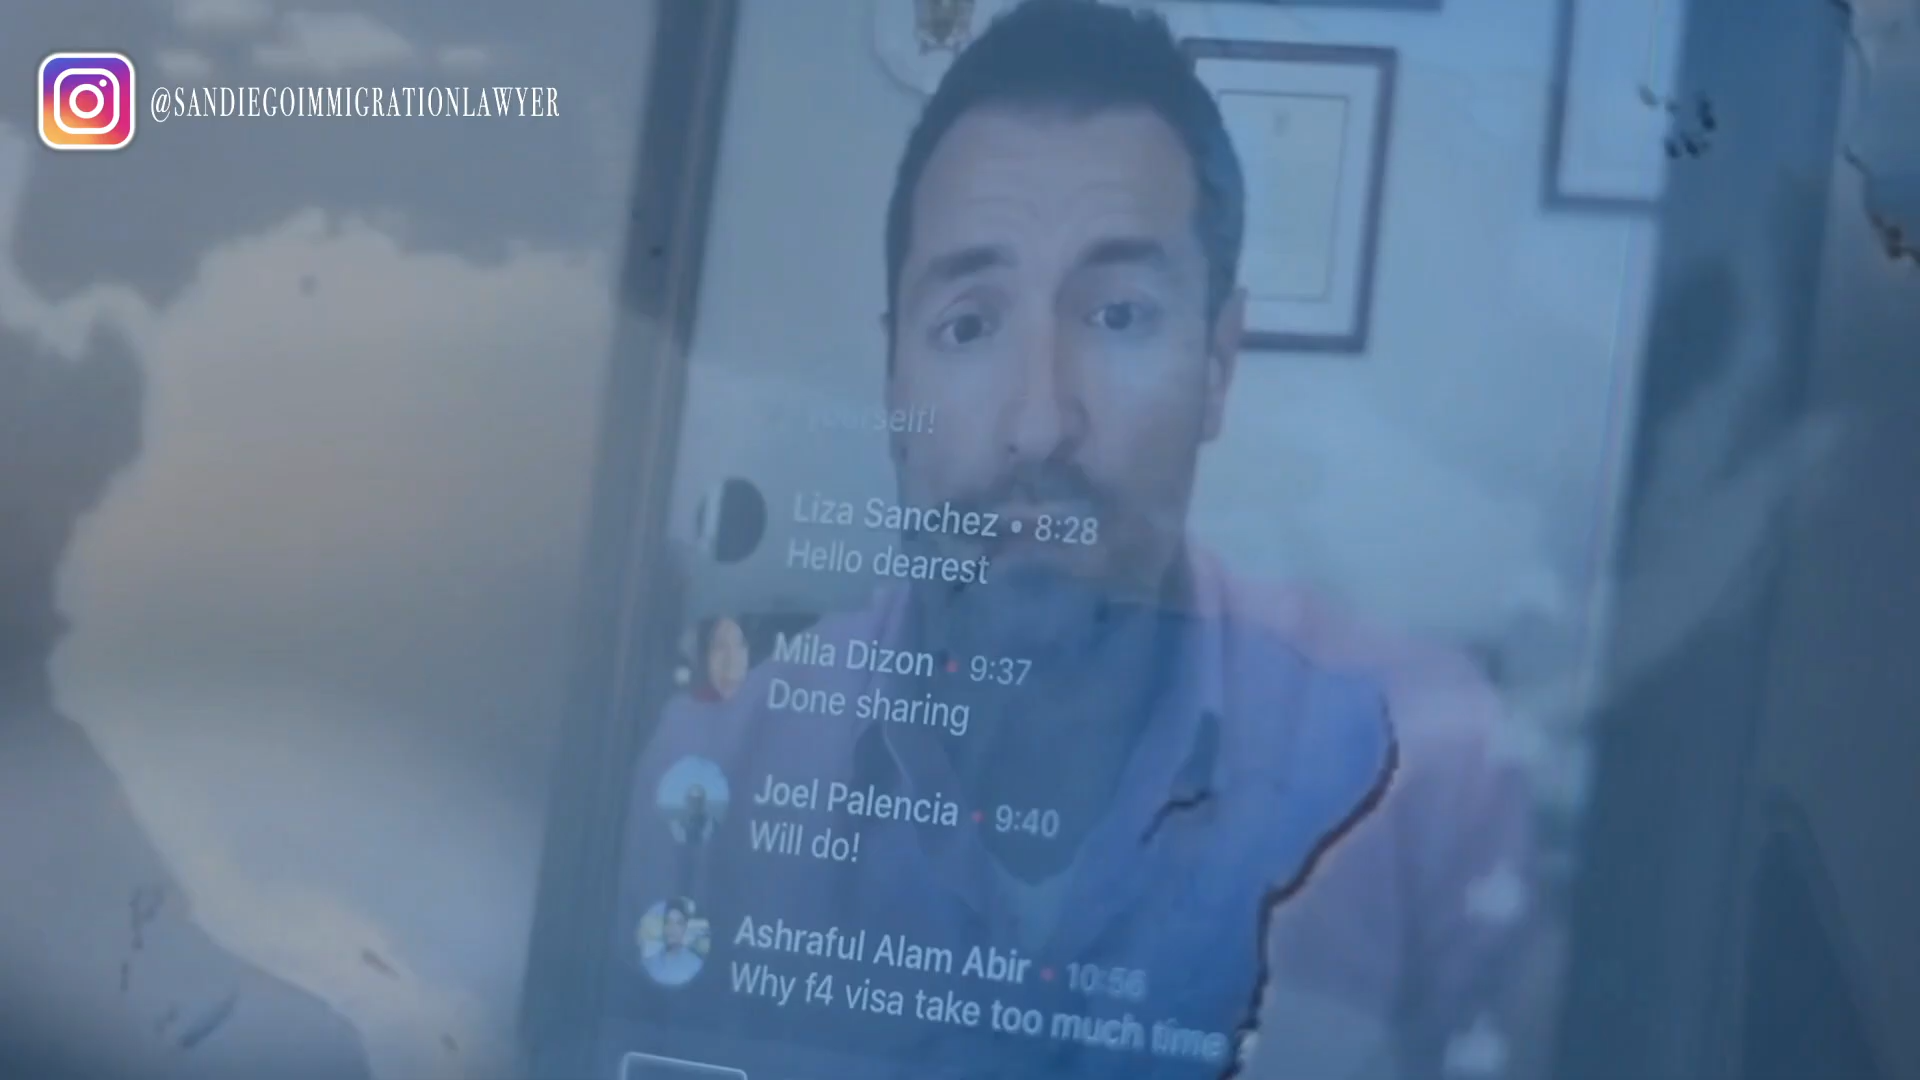 @SANDIEGOIMMIGRATIONLAWYER
yourself!
Liza Sanchez • 8:28
Hello dearest
Mila Dizon • 9:37
Done sharing
Joel Palencia • 9:40
Will do!
Ashraful Alam Abir • 10:56
Why f4 visa take too much time